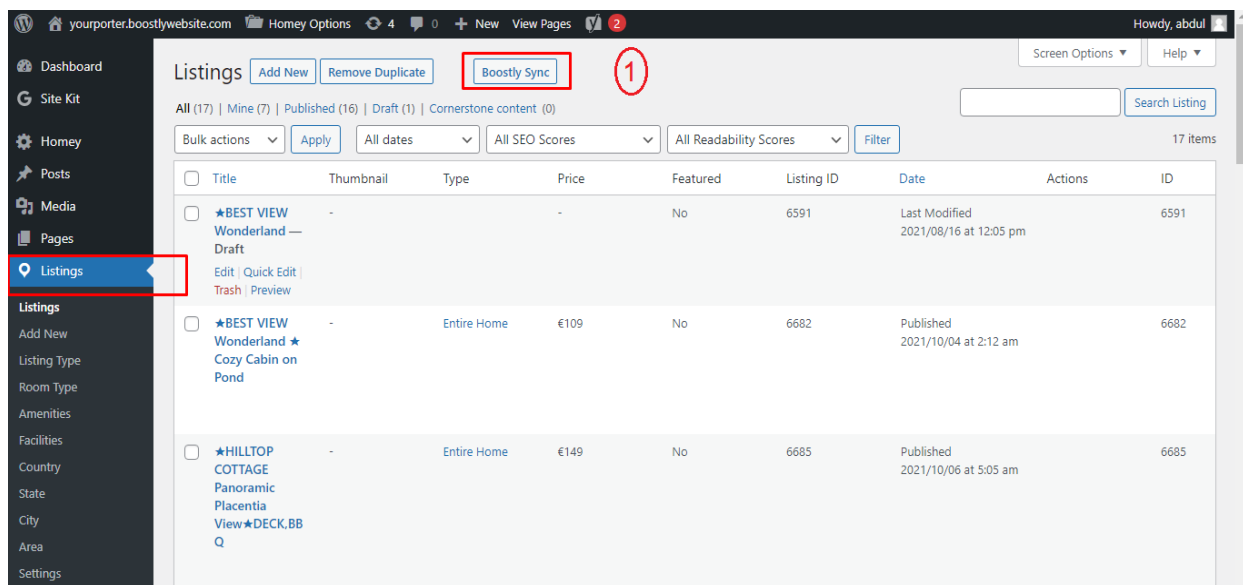 yourporter.boostlywebsite.com Homey Options 4 0 + New View Pages 2 Howdy, abdul
Screen Options ▼ Help ▼
Dashboard
Site Kit
Homey
Posts
Media
Pages
Listings
Listings
Add New
Listing Type
Room Type
Amenities
Facilities
Country
State
City
Area
Settings
Listings Add New Remove Duplicate Boostly Sync 1
All (17) | Mine (7) | Published (16) | Draft (1) | Cornerstone content (0)
Search Listing
Bulk actions Apply All dates All SEO Scores All Readability Scores Filter 17 items
Title Thumbnail Type Price Featured Listing ID Date Actions ID
★BEST VIEW - - No 6591 Last Modified 6591
Wonderland — 2021/08/16 at 12:05 pm
Draft
Edit | Quick Edit |
Trash | Preview
★BEST VIEW - Entire Home €109 No 6682 Published 6682
Wonderland ★ 2021/10/04 at 2:12 am
Cozy Cabin on
Pond
★HILLTOP - Entire Home €149 No 6685 Published 6685
COTTAGE 2021/10/06 at 5:05 am
Panoramic
Placentia
View★DECK,BB
Q